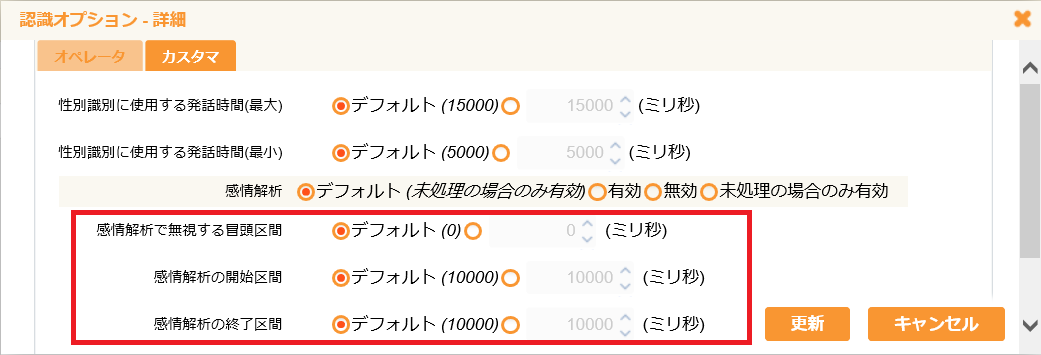 認識オプション - 詳細
オペレータ カスタマ
性別識別に使用する発話時間(最大) デフォルト (15000) 15000 (ミリ秒)
性別識別に使用する発話時間(最小) デフォルト (5000) 5000 (ミリ秒)
感情解析 デフォルト (未処理の場合のみ有効) 有効 無効 未処理の場合のみ有効
感情解析で無視する冒頭区間 デフォルト (0) 0 (ミリ秒)
感情解析の開始区間 デフォルト (10000) 10000 (ミリ秒)
感情解析の終了区間 デフォルト (10000) 10000 (ミリ秒)
更新 キャンセル